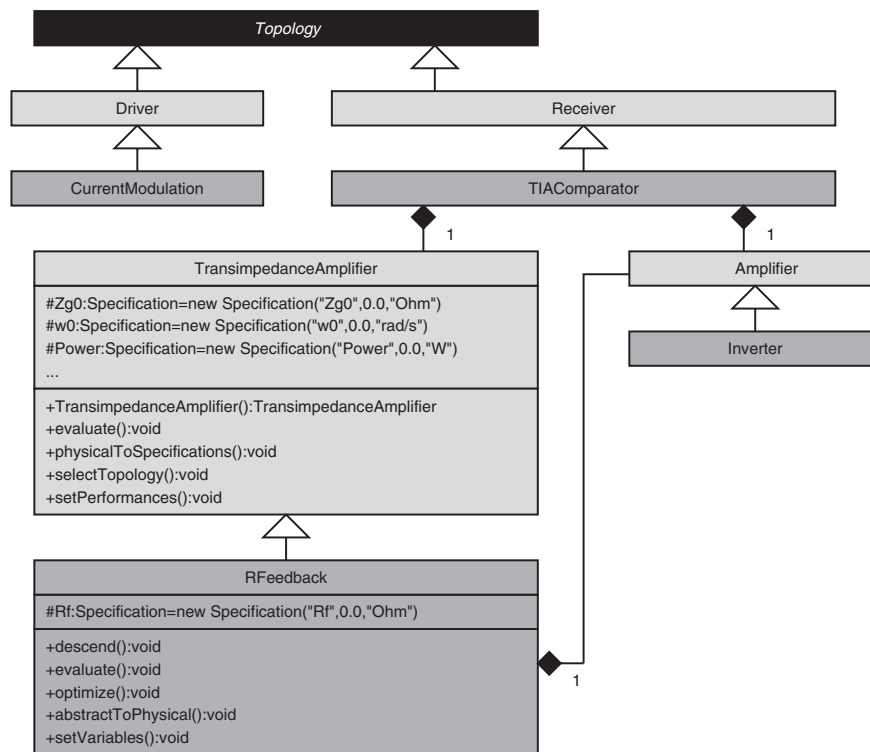 Topology
Driver
Receiver
CurrentModulation
TIAComparator
1
1
TransimpedanceAmplifier
Amplifier
#Zg0:Specification=new Specification("Zg0",0.0,"Ohm")
#w0:Specification=new Specification("w0",0.0,"rad/s")
#Power:Specification=new Specification("Power",0.0,"W")
...
Inverter
+TransimpedanceAmplifier():TransimpedanceAmplifier
+evaluate():void
+physicalToSpecifications():void
+selectTopology():void
+setPerformances():void
RFeedback
#Rf:Specification=new Specification("Rf",0.0,"Ohm")
+descend():void
+evaluate():void
+optimize():void
+abstractToPhysical():void
+setVariables():void
1